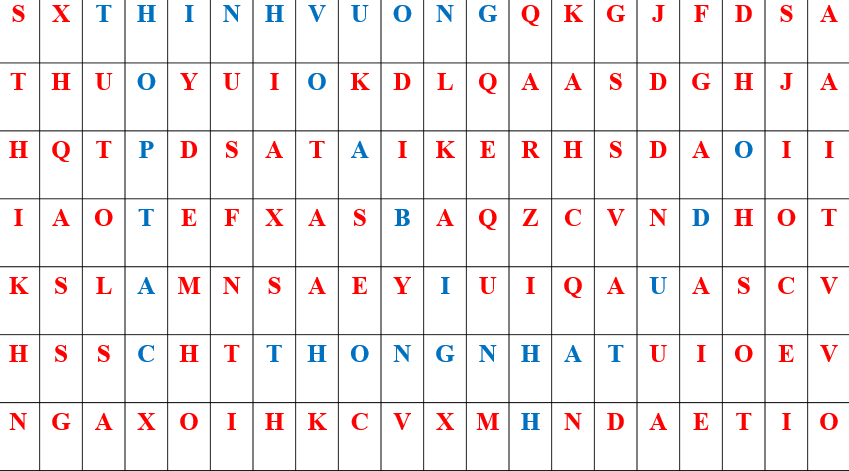 S X T H I N H V U O N G Q K G J F D S A
T H U O Y U I O K D L Q A A S D G H J A
H Q T P D S A T A I K E R H S D A O I I
I A O T E F X A S B A Q Z C V N D H O T
K S L A M N S A E Y I U I Q A U A S C V
H S S C H T T H O N G N H A T U I O E V
N G A X O I H K C V X M H N D A E T I O